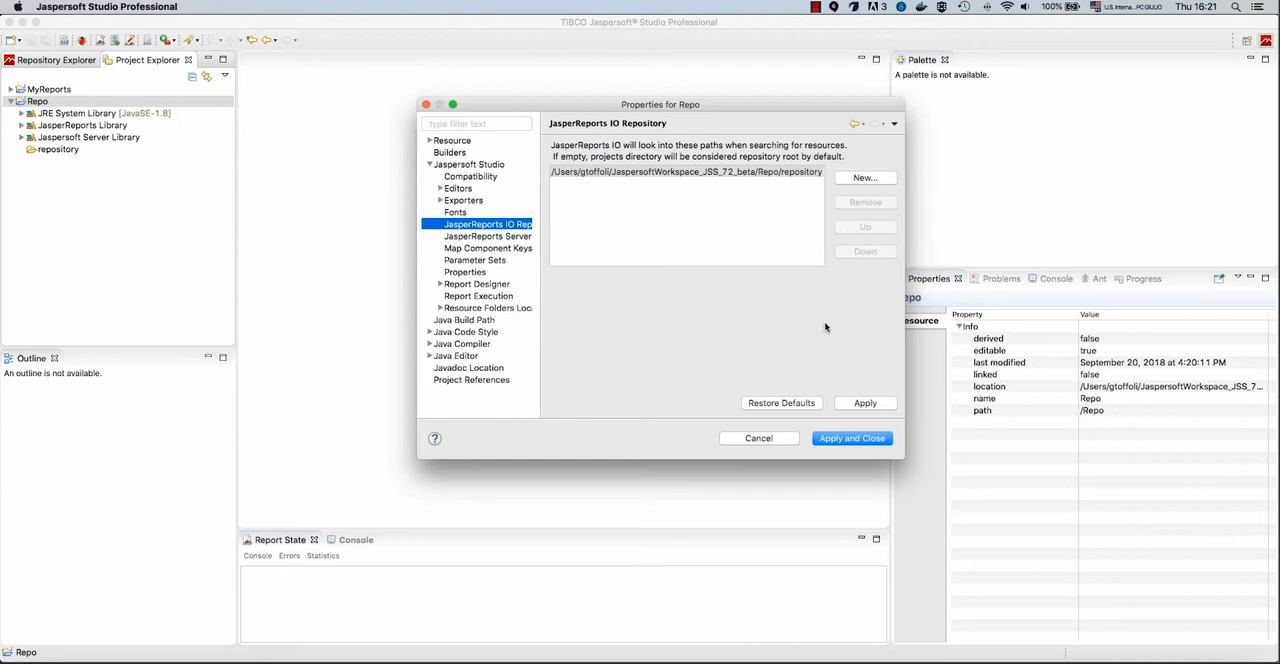 Jaspersoft Studio Professional
3
100%
U.S. Interna...PC GIULIO
Thu 16:21
TIBCO Jaspersoft® Studio Professional
Repository Explorer
Project Explorer
MyReports
Repo
JRE System Library [JavaSE-1.8]
JasperReports Library
Jaspersoft Server Library
repository
Outline
An outline is not available.
Properties for Repo
type filter text
Resource
Builders
Jaspersoft Studio
Compatibility
Editors
Exporters
Fonts
JasperReports IO Rep
JasperReports Server
Map Component Keys
Parameter Sets
Properties
Report Designer
Report Execution
Resource Folders Loc
Java Build Path
Java Code Style
Java Compiler
Java Editor
Javadoc Location
Project References
JasperReports IO Repository
JasperReports IO will look into these paths when searching for resources.
If empty, projects directory will be considered repository root by default.
/Users/gtoffoli/JaspersoftWorkspace_JSS_72_beta/Repo/repository
New...
Remove
Up
Down
Restore Defaults
Apply
?
Cancel
Apply and Close
Report State
Console
Console
Errors
Statistics
Palette
A palette is not available.
Properties
Problems
Console
Ant
Progress
epo
esource
Property
Value
Info
derived
false
editable
true
last modified
September 20, 2018 at 4:20:11 PM
linked
false
location
/Users/gtoffoli/JaspersoftWorkspace_JSS_7...
name
Repo
path
/Repo
Repo